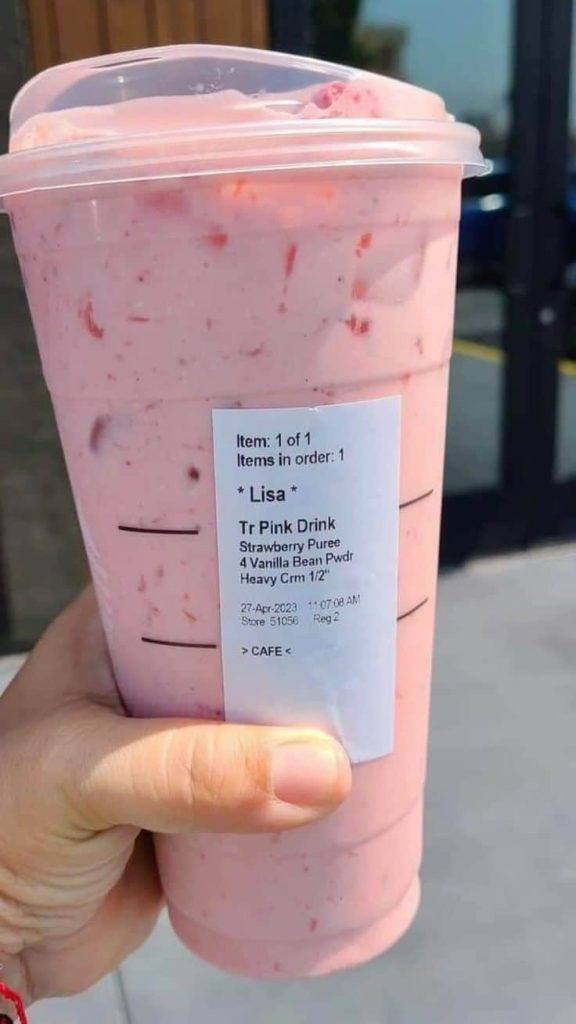 Item: 1 of 1
Items in order: 1
* Lisa *
Tr Pink Drink
Strawberry Puree
4 Vanilla Bean Pwdr
Heavy Crm 1/2"
27-Apr-2023 11:07:08 AM
Store 51056 Reg 2
> CAFE <